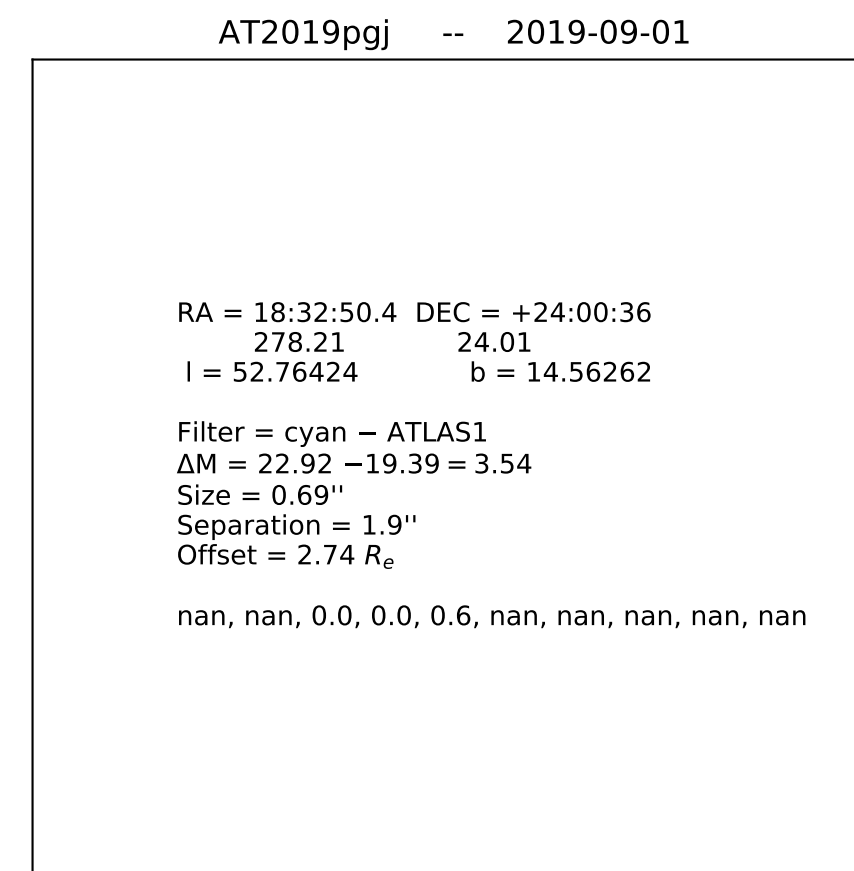 AT2019pgj -- 2019-09-01
RA = 18:32:50.4 DEC = +24:00:36
278.21 24.01
l = 52.76424 b = 14.56262
Filter = cyan − ATLAS1
ΔM = 22.92 −19.39 = 3.54
Size = 0.69''
Separation = 1.9''
Offset = 2.74 Rₑ
nan, nan, 0.0, 0.0, 0.6, nan, nan, nan, nan, nan